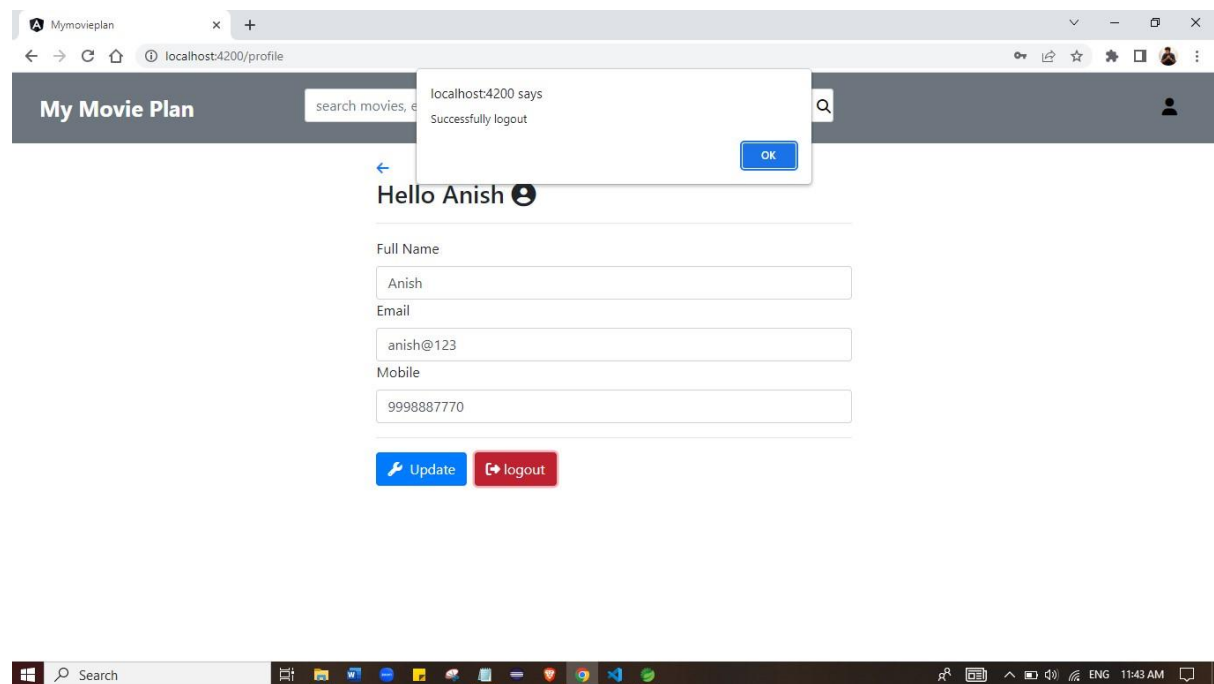 Mymovieplan
localhost:4200/profile
My Movie Plan
search movies, e
localhost:4200 says
Successfully logout
OK
Hello Anish
Full Name
Anish
Email
anish@123
Mobile
9998887770
Update
logout
Search
ENG
11:43 AM